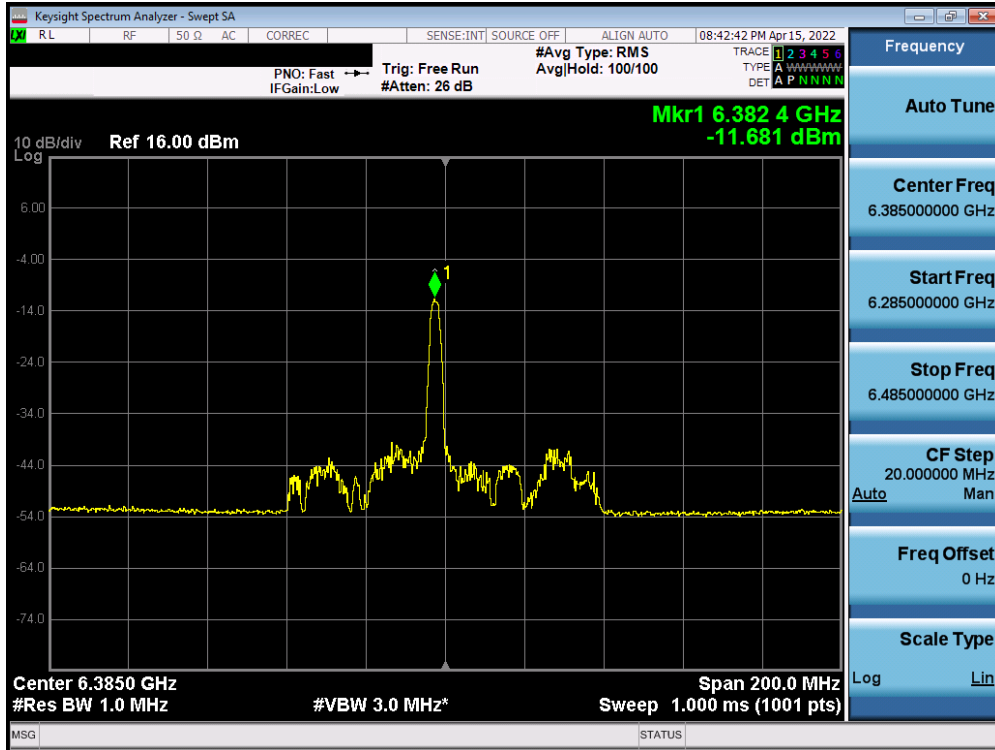 Keysight Spectrum Analyzer - Swept SA
LXI RL RF 50 Ω AC CORREC SENSE:INT SOURCE OFF ALIGN AUTO 08:42:42 PM Apr 15, 2022
PNO: Fast Trig: Free Run #Avg Type: RMS TRACE 1 2 3 4 5 6
IFGain:Low #Atten: 26 dB Avg|Hold: 100/100 TYPE A WWWWW
DET A P N N N N
Mkr1 6.382 4 GHz
-11.681 dBm
10 dB/div Ref 16.00 dBm
Log
1
6.00
-4.00
-14.0
-24.0
-34.0
-44.0
-54.0
-64.0
-74.0
Center 6.3850 GHz Span 200.0 MHz
#Res BW 1.0 MHz #VBW 3.0 MHz* Sweep 1.000 ms (1001 pts)
MSG STATUS
Frequency
Auto Tune
Center Freq
6.385000000 GHz
Start Freq
6.285000000 GHz
Stop Freq
6.485000000 GHz
CF Step
20.000000 MHz
Auto Man
Freq Offset
0 Hz
Scale Type
Log Lin